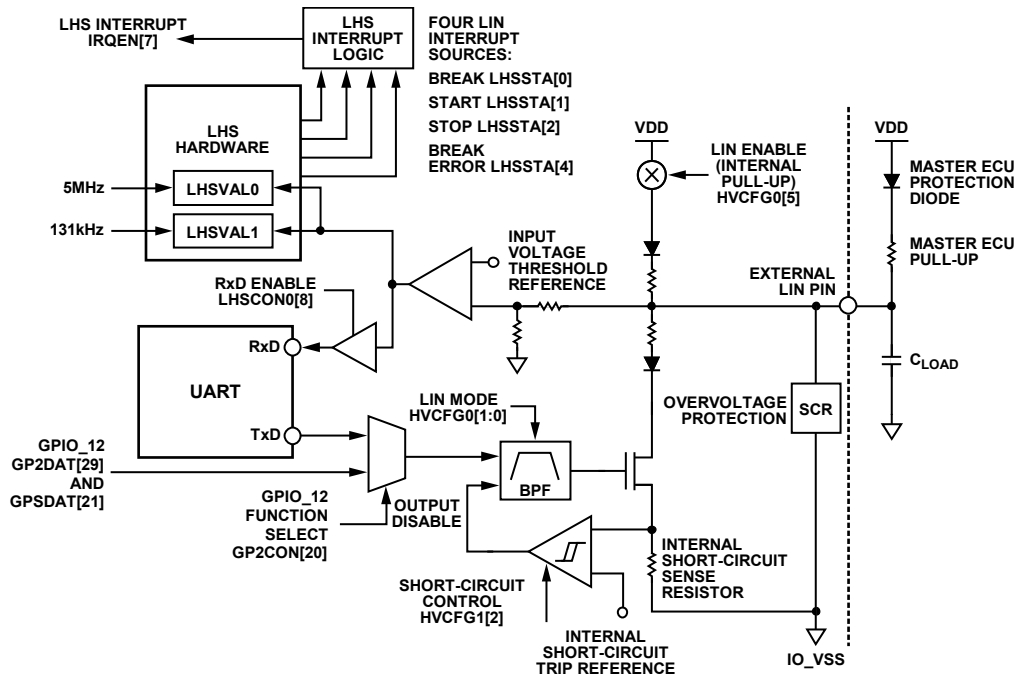 LHS INTERRUPT
IRQEN[7]
LHS
INTERRUPT
LOGIC
FOUR LIN
INTERRUPT
SOURCES:
BREAK LHSSTA[0]
START LHSSTA[1]
STOP LHSSTA[2]
BREAK
ERROR LHSSTA[4]
LHS
HARDWARE
5MHz
LHSVAL0
131kHz
LHSVAL1
VDD
LIN ENABLE
(INTERNAL
PULL-UP)
HVCFG0[5]
VDD
MASTER ECU
PROTECTION
DIODE
MASTER ECU
PULL-UP
INPUT
VOLTAGE
THRESHOLD
REFERENCE
EXTERNAL
LIN PIN
RxD ENABLE
LHSCON0[8]
RxD
UART
TxD
CLOAD
OVERVOLTAGE
PROTECTION
SCR
LIN MODE
HVCFG0[1:0]
BPF
GPIO_12
GP2DAT[29]
AND
GPSDAT[21]
GPIO_12
FUNCTION
SELECT
GP2CON[20]
OUTPUT
DISABLE
SHORT-CIRCUIT
CONTROL
HVCFG1[2]
INTERNAL
SHORT-CIRCUIT
SENSE
RESISTOR
INTERNAL
SHORT-CIRCUIT
TRIP REFERENCE
IO_VSS